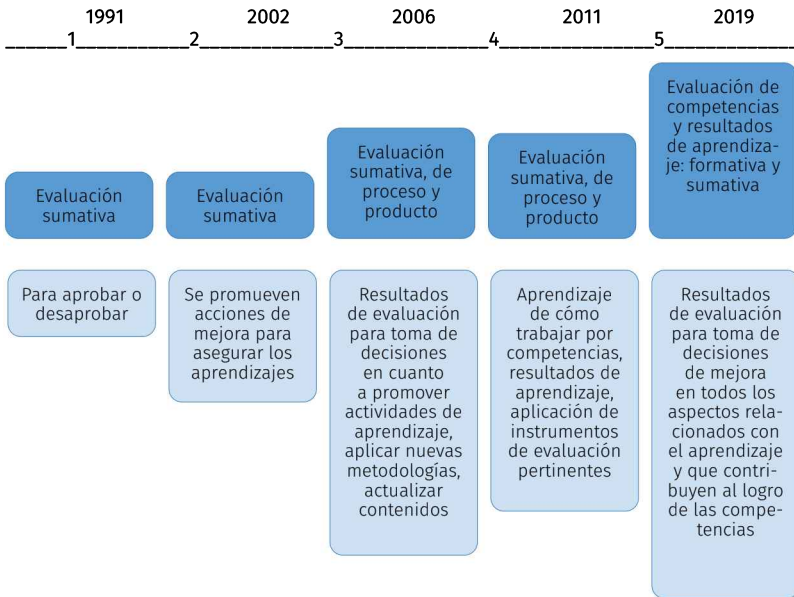 1991 2002 2006 2011 2019
______1____________2______________3________________4________________5________
Evaluación
sumativa
Evaluación
sumativa
Evaluación
sumativa, de
proceso y
producto
Evaluación
sumativa, de
proceso y
producto
Evaluación de
competencias
y resultados
de aprendiza-
je: formativa y
sumativa
Para aprobar o
desaprobar
Se promueven
acciones de
mejora para
asegurar los
aprendizajes
Resultados
de evaluación
para toma de
decisiones
en cuanto
a promover
actividades de
aprendizaje,
aplicar nuevas
metodologías,
actualizar
contenidos
Aprendizaje
de cómo
trabajar por
competencias,
resultados de
aprendizaje,
aplicación de
instrumentos
de evaluación
pertinentes
Resultados
de evaluación
para toma de
decisiones
de mejora
en todos los
aspectos rela-
cionados con
el aprendizaje
y que contri-
buyen al logro
de las compe-
tencias